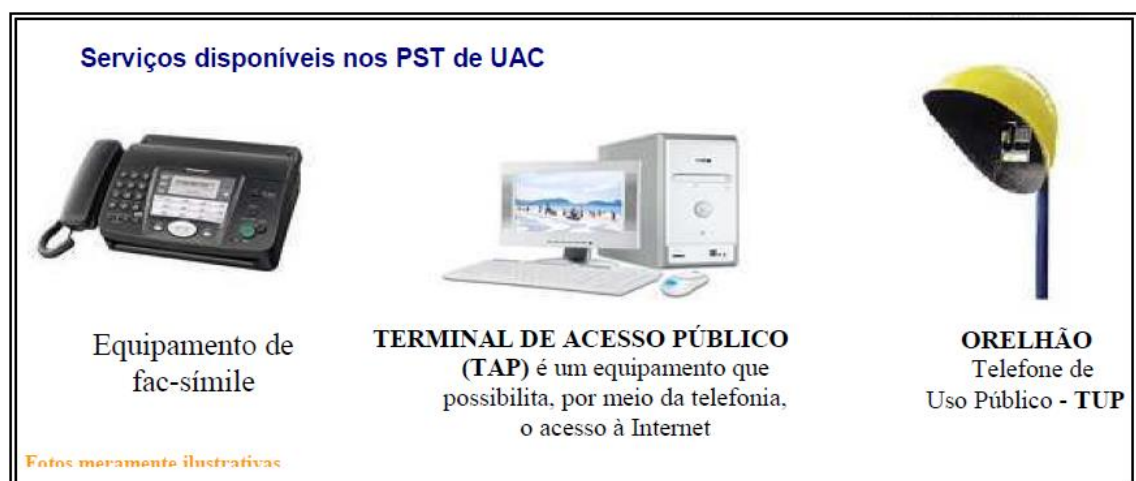 Serviços disponíveis nos PST de UAC
Equipamento de
fac-símile
TERMINAL DE ACESSO PÚBLICO
(TAP) é um equipamento que
possibilita, por meio da telefonia,
o acesso à Internet
ORELHÃO
Telefone de
Uso Público - TUP
Fotos meramente ilustrativas